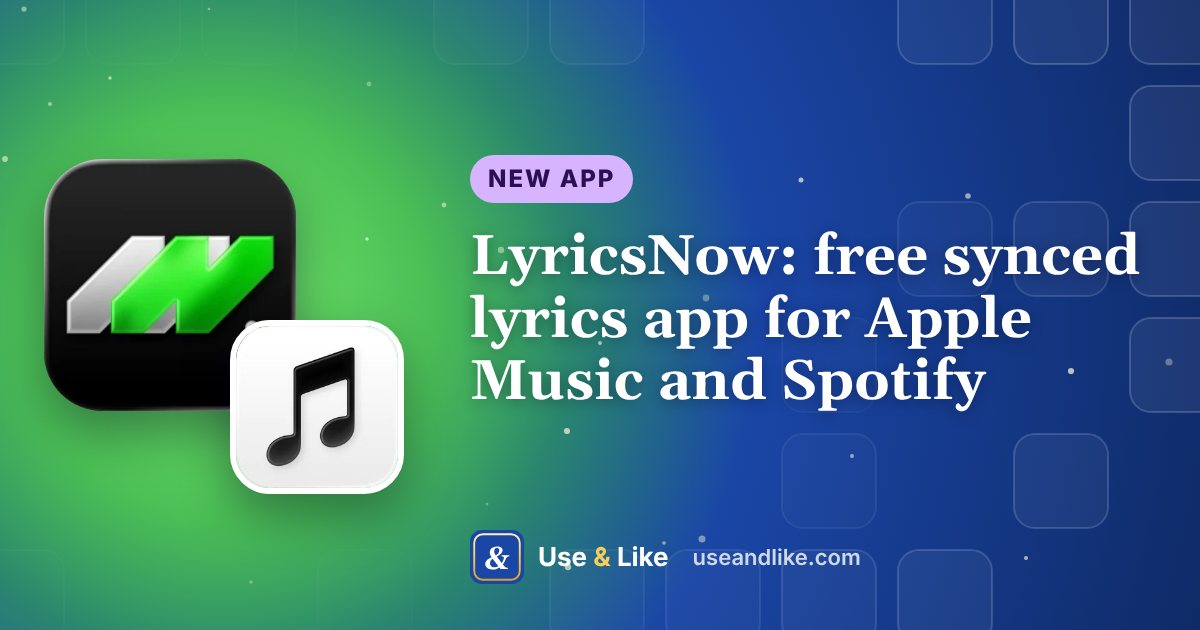 NEW APP
LyricsNow: free synced
lyrics app for Apple
Music and Spotify
& Use & Like useandlike.com